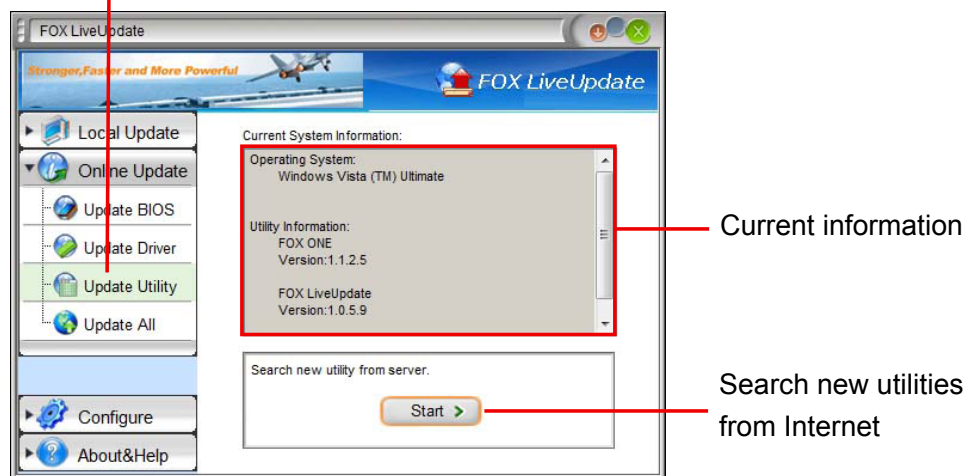 FOX LiveUpdate
Stronger,Faster and More Powerful
FOX LiveUpdate
Local Update
Online Update
Update BIOS
Update Driver
Update Utility
Update All
Configure
About&Help
Current System Information:
Operating System:
Windows Vista (TM) Ultimate
Utility Information:
FOX ONE
Version:1.1.2.5
FOX LiveUpdate
Version:1.0.5.9
Search new utility from server.
Start
Current information
Search new utilities
from Internet